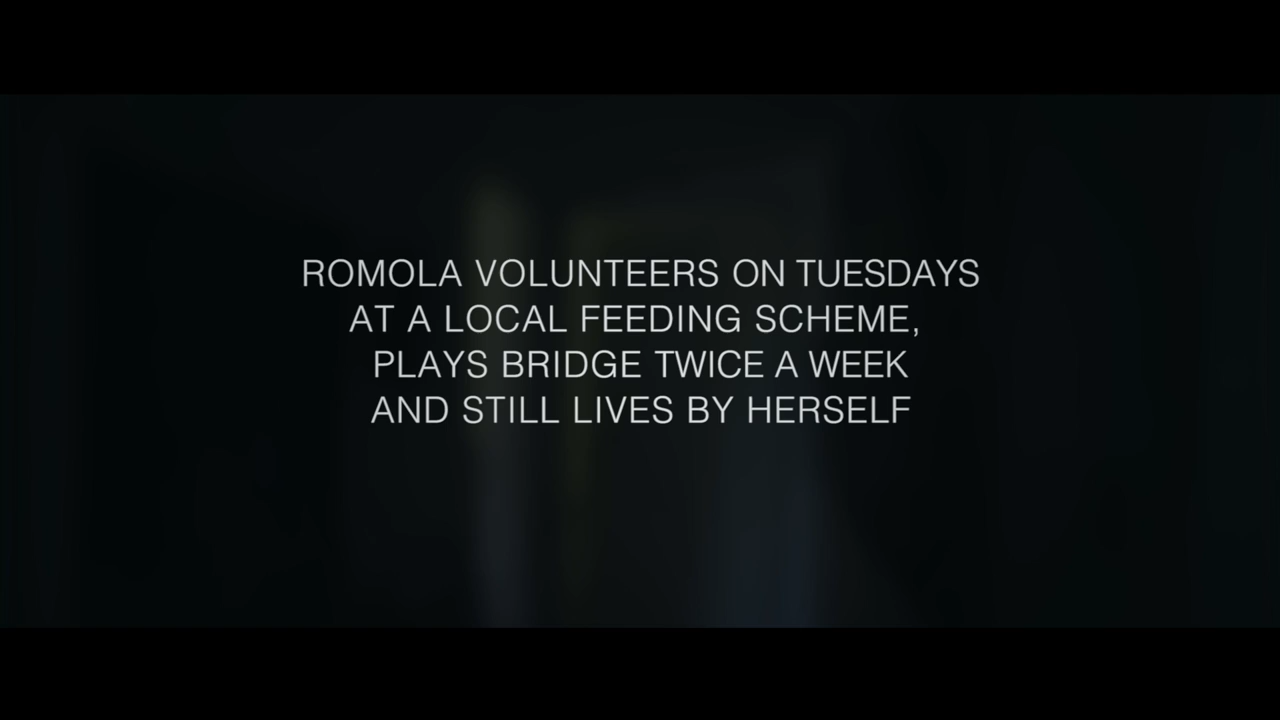 ROMOLA VOLUNTEERS ON TUESDAYS
AT A LOCAL FEEDING SCHEME,
PLAYS BRIDGE TWICE A WEEK
AND STILL LIVES BY HERSELF